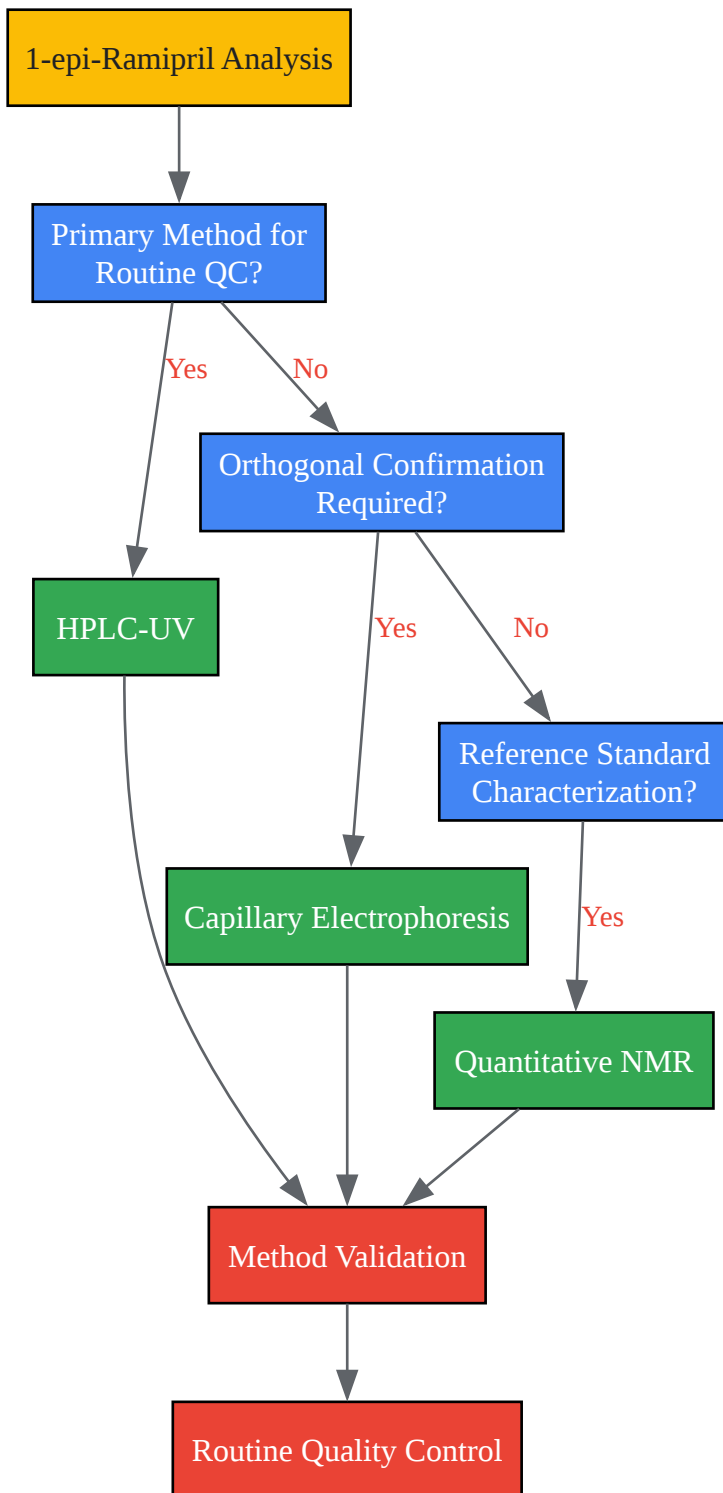 1-epi-Ramipril Analysis
Primary Method for
Routine QC?
Yes
No
Orthogonal Confirmation
Required?
HPLC-UV
Yes
No
Reference Standard
Characterization?
Capillary Electrophoresis
Yes
Quantitative NMR
Method Validation
Routine Quality Control